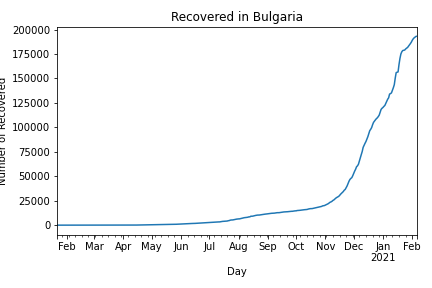 Recovered in Bulgaria
200000
175000
150000
125000
100000
75000
50000
25000
0
Number of Recovered
Feb Mar Apr May Jun Jul Aug Sep Oct Nov Dec Jan Feb
2021
Day